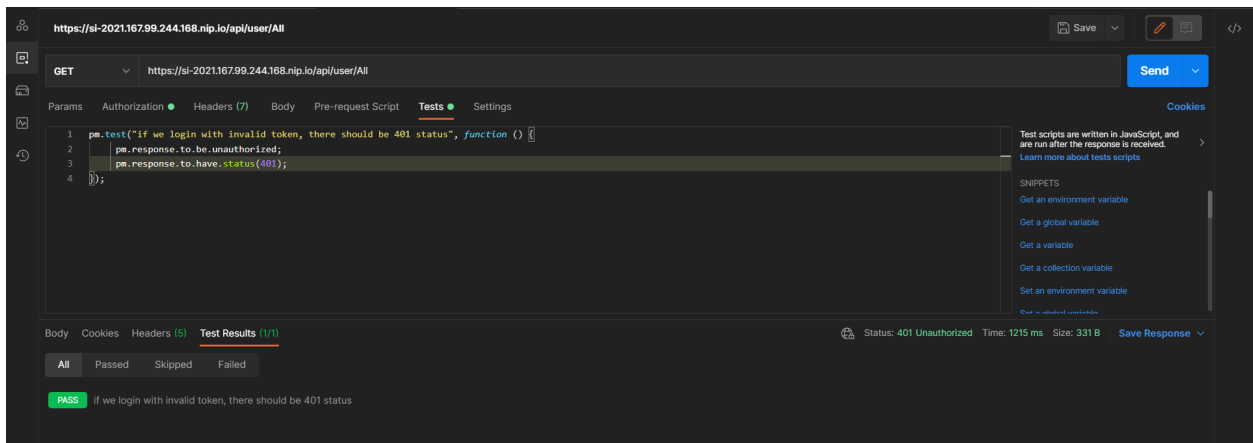 https://si-2021.167.99.244.168.nip.io/api/user/All
Save
</>
GET https://si-2021.167.99.244.168.nip.io/api/user/All Send
Params Authorization Headers (7) Body Pre-request Script Tests Settings Cookies
1 pm.test("if we login with invalid token, there should be 401 status", function () {
2 pm.response.to.be.unauthorized;
3 pm.response.to.have.status(401);
4 });
Test scripts are written in JavaScript, and
are run after the response is received.
Learn more about tests scripts
SNIPPETS
Get an environment variable
Get a global variable
Get a variable
Get a collection variable
Set an environment variable
Set a global variable
Body Cookies Headers (5) Test Results (1/1) Status: 401 Unauthorized Time: 1215 ms Size: 331 B Save Response
All Passed Skipped Failed
PASS if we login with invalid token, there should be 401 status